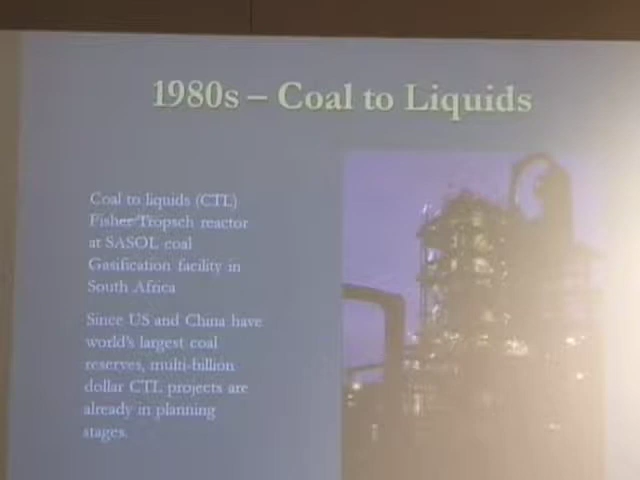 1980s – Coal to Liquids
Coal to liquids (CTL)
Fisher-Tropsch reactor
at SASOL coal
Gasification facility in
South Africa
Since US and China have
world's largest coal
reserves, multi-billion
dollar CTL projects are
already in planning
stages.